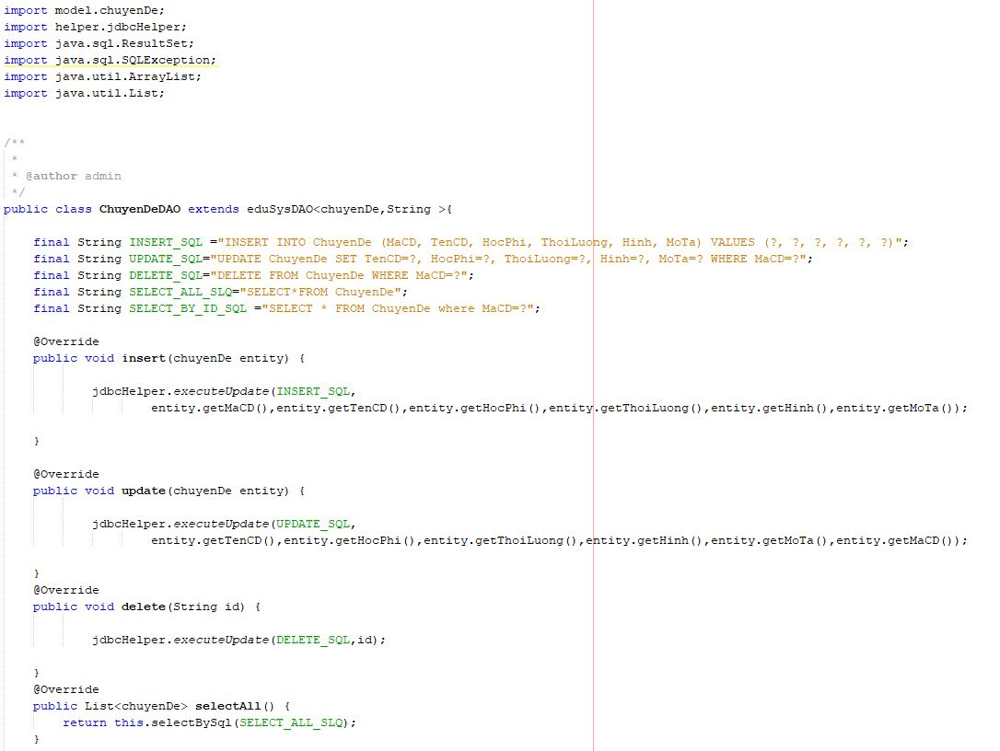 import model.chuyenDe;
import helper.jdbcHelper;
import java.sql.ResultSet;
import java.sql.SQLException;
import java.util.ArrayList;
import java.util.List;
/**
 *
 * @author admin
 */
public class ChuyenDeDAO extends eduSysDAO<chuyenDe,String >{
    final String INSERT_SQL ="INSERT INTO ChuyenDe (MaCD, TenCD, HocPhi, ThoiLuong, Hinh, MoTa) VALUES (?, ?, ?, ?, ?, ?)";
    final String UPDATE_SQL="UPDATE ChuyenDe SET TenCD=?, HocPhi=?, ThoiLuong=?, Hinh=?, MoTa=? WHERE MaCD=?";
    final String DELETE_SQL="DELETE FROM ChuyenDe WHERE MaCD=?";
    final String SELECT_ALL_SLQ="SELECT*FROM ChuyenDe";
    final String SELECT_BY_ID_SQL ="SELECT * FROM ChuyenDe where MaCD=?";
    @Override
    public void insert(chuyenDe entity) {
            jdbcHelper.executeUpdate(INSERT_SQL,
                    entity.getMaCD(),entity.getTenCD(),entity.getHocPhi(),entity.getThoiLuong(),entity.getHinh(),entity.getMoTa());
    }
    @Override
    public void update(chuyenDe entity) {
            jdbcHelper.executeUpdate(UPDATE_SQL,
                    entity.getTenCD(),entity.getHocPhi(),entity.getThoiLuong(),entity.getHinh(),entity.getMoTa(),entity.getMaCD());
    }
    @Override
    public void delete(String id) {
            jdbcHelper.executeUpdate(DELETE_SQL,id);
    }
    @Override
    public List<chuyenDe> selectAll() {
        return this.selectBySql(SELECT_ALL_SLQ);
    }